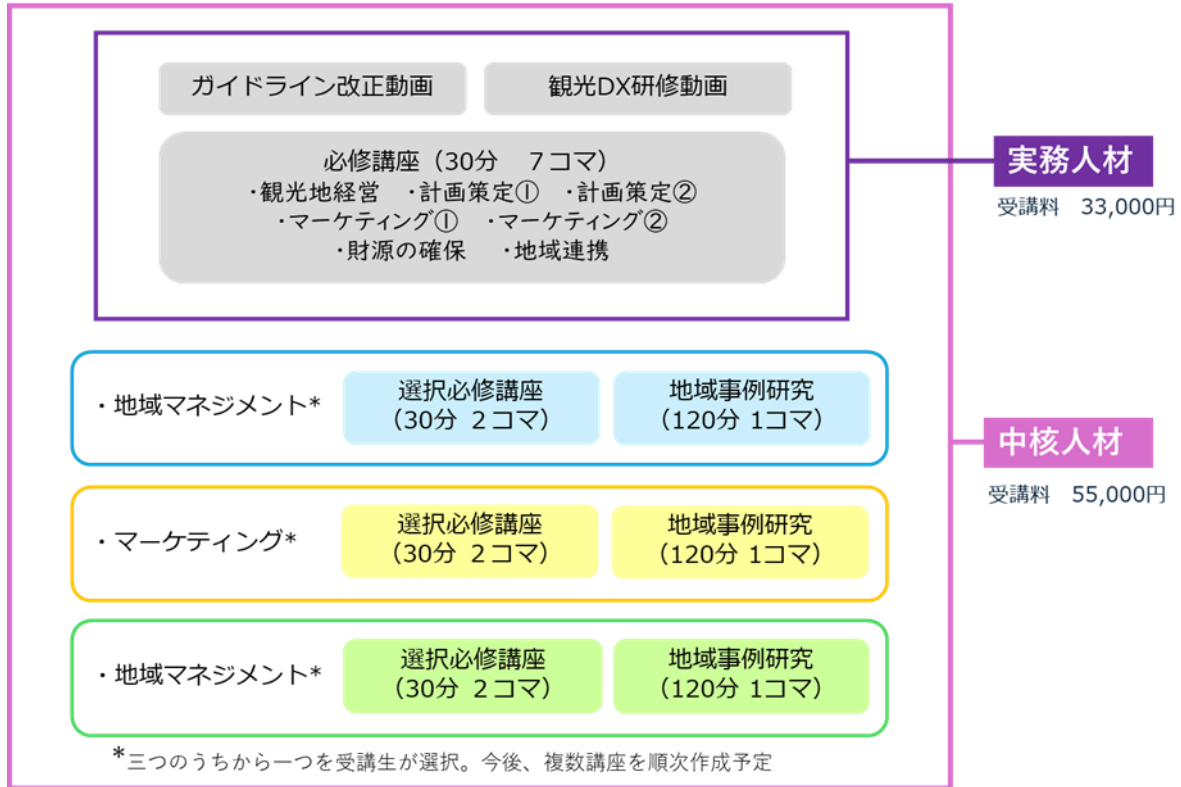 ガイドライン改正動画
観光DX研修動画
必修講座（30分　７コマ）
・観光地経営　・計画策定①　・計画策定②
・マーケティング①　・マーケティング②
・財源の確保　・地域連携
実務人材
受講料　33,000円
・地域マネジメント*
選択必修講座
（30分 ２コマ）
地域事例研究
（120分 1コマ）
中核人材
受講料　55,000円
・マーケティング*
選択必修講座
（30分 ２コマ）
地域事例研究
（120分 1コマ）
・地域マネジメント*
選択必修講座
（30分 ２コマ）
地域事例研究
（120分 1コマ）
*三つのうちから一つを受講生が選択。今後、複数講座を順次作成予定